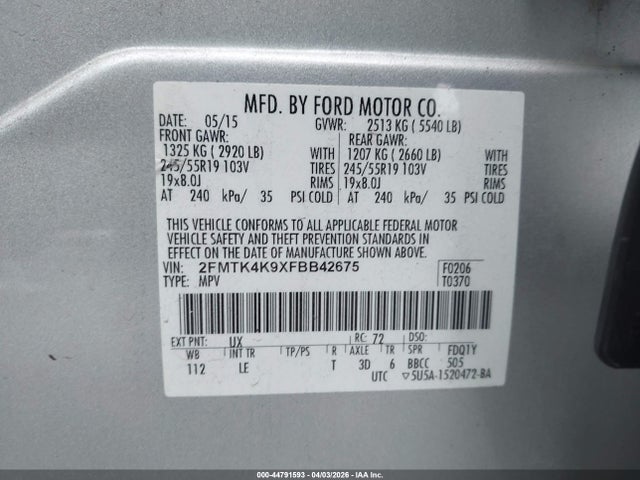 MFD. BY FORD MOTOR CO.
DATE: 05/15 GVWR: 2513 KG ( 5540 LB)
FRONT GAWR: REAR GAWR:
1325 KG ( 2920 LB) WITH 1207 KG ( 2660 LB) WITH
245/55R19 103V TIRES 245/55R19 103V TIRES
19x8.0J RIMS 19x8.0J RIMS
AT 240 kPa/ 35 PSI COLD AT 240 kPa/ 35 PSI COLD
THIS VEHICLE CONFORMS TO ALL APPLICABLE FEDERAL MOTOR
VEHICLE SAFETY AND THEFT PREVENTION STANDARDS IN
EFFECT ON THE DATE OF MANUFACTURE SHOWN ABOVE.
VIN: 2FMTK4K9XFBB42675 F0206
TYPE: MPV T0370
EXT PNT: UX RC: 72 DSO:
WB INT TR TP/PS R AXLE TR SPR FDQTY
112 LE T 3D 6 BBCC 505
UTC ▽5U5A-1520472-BA
000-44791593 - 04/03/2026 - IAA Inc.